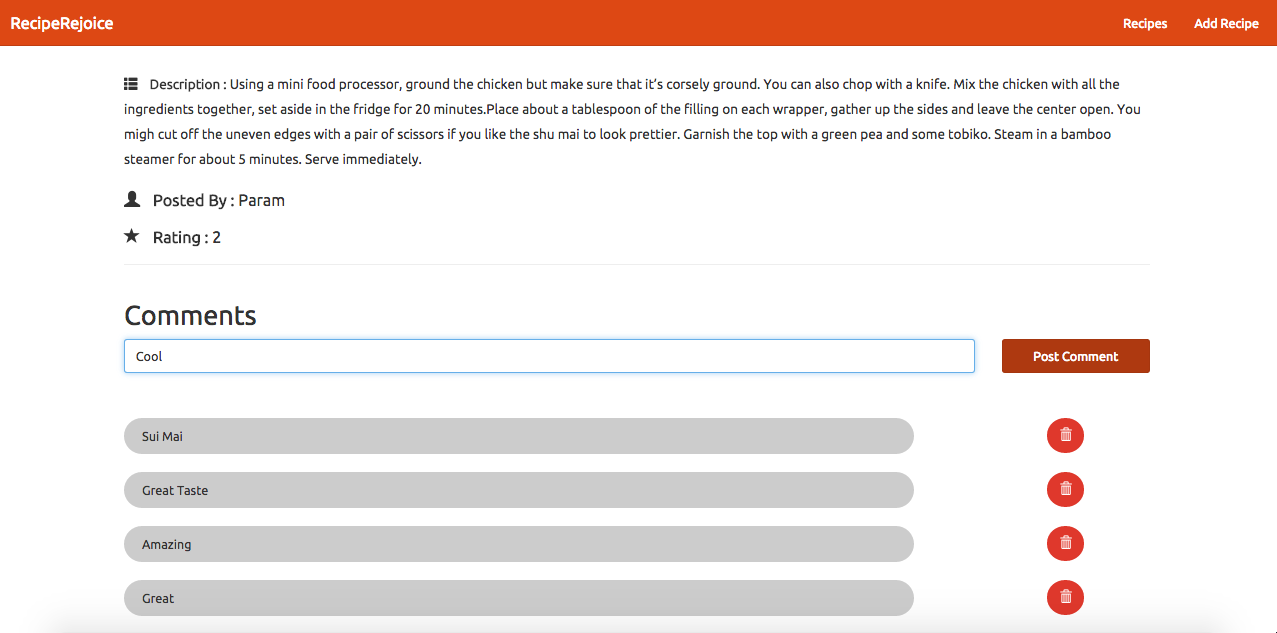 RecipeRejoice Recipes Add Recipe
Description : Using a mini food processor, ground the chicken but make sure that it's corsely ground. You can also chop with a knife. Mix the chicken with all the
ingredients together, set aside in the fridge for 20 minutes.Place about a tablespoon of the filling on each wrapper, gather up the sides and leave the center open. You
migh cut off the uneven edges with a pair of scissors if you like the shu mai to look prettier. Garnish the top with a green pea and some tobiko. Steam in a bamboo
steamer for about 5 minutes. Serve immediately.
Posted By : Param
Rating : 2
Comments
Cool Post Comment
Sui Mai
Great Taste
Amazing
Great